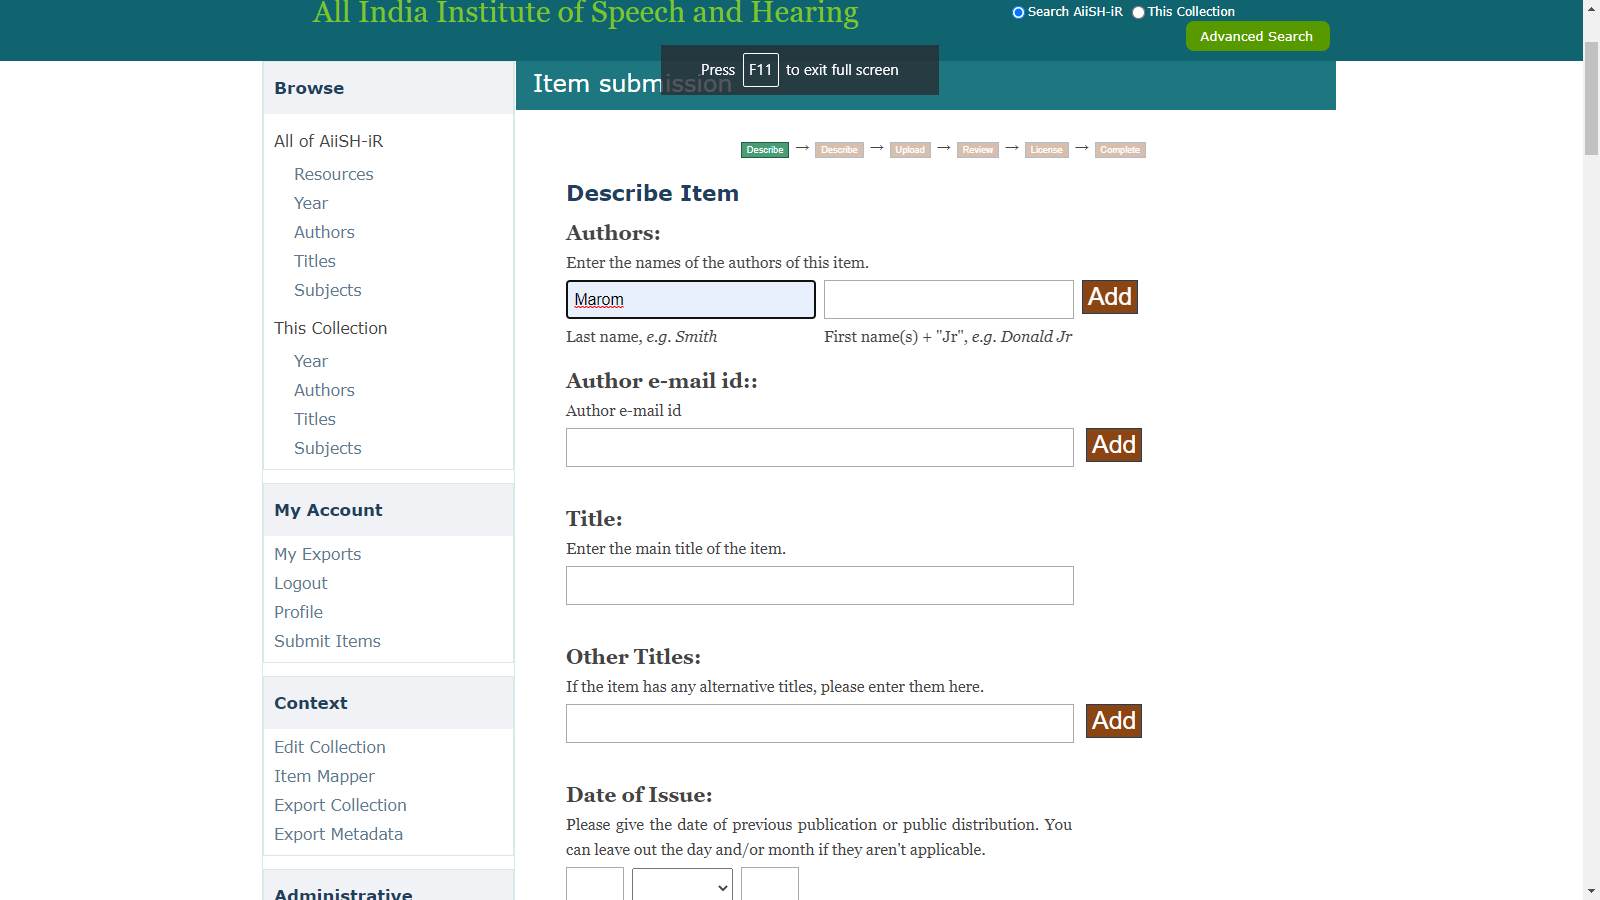 All India Institute of Speech and Hearing
Search AiiSH-iR This Collection
Advanced Search
Press F11 to exit full screen
Item submission
Browse
All of AiiSH-iR
Resources
Year
Authors
Titles
Subjects
This Collection
Year
Authors
Titles
Subjects
My Account
My Exports
Logout
Profile
Submit Items
Context
Edit Collection
Item Mapper
Export Collection
Export Metadata
Administrative
Describe → Describe → Upload → Review → License → Complete
Describe Item
Authors:
Enter the names of the authors of this item.
Marom
Add
Last name, e.g. Smith
First name(s) + "Jr", e.g. Donald Jr
Author e-mail id::
Author e-mail id
Add
Title:
Enter the main title of the item.
Other Titles:
If the item has any alternative titles, please enter them here.
Add
Date of Issue:
Please give the date of previous publication or public distribution. You
can leave out the day and/or month if they aren't applicable.